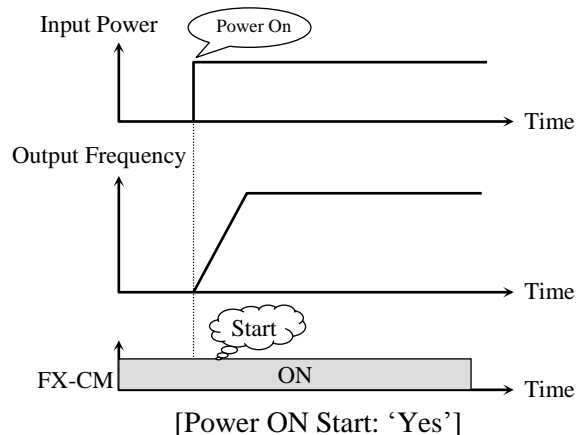 Input Power
Power On
Time
Output Frequency
Time
Start
FX-CM
ON
Time
[Power ON Start: ‘Yes’]